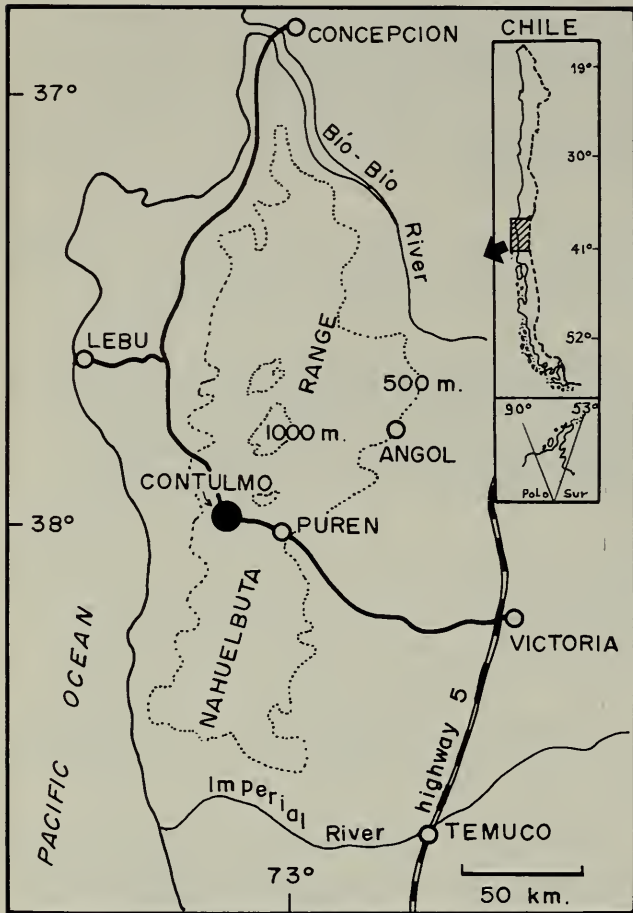 CONCEPCION
CHILE
37°
19°
Bío-Bío
River
30°
41°
LEBU
RANGE
52°
500 m.
1000 m.
ANGOL
90°
53°
Polo Sur
CONTULMO
38°
PUREN
NAHUELBUTA
VICTORIA
PACIFIC OCEAN
highway 5
Imperial
River
TEMUCO
73°
50 km.